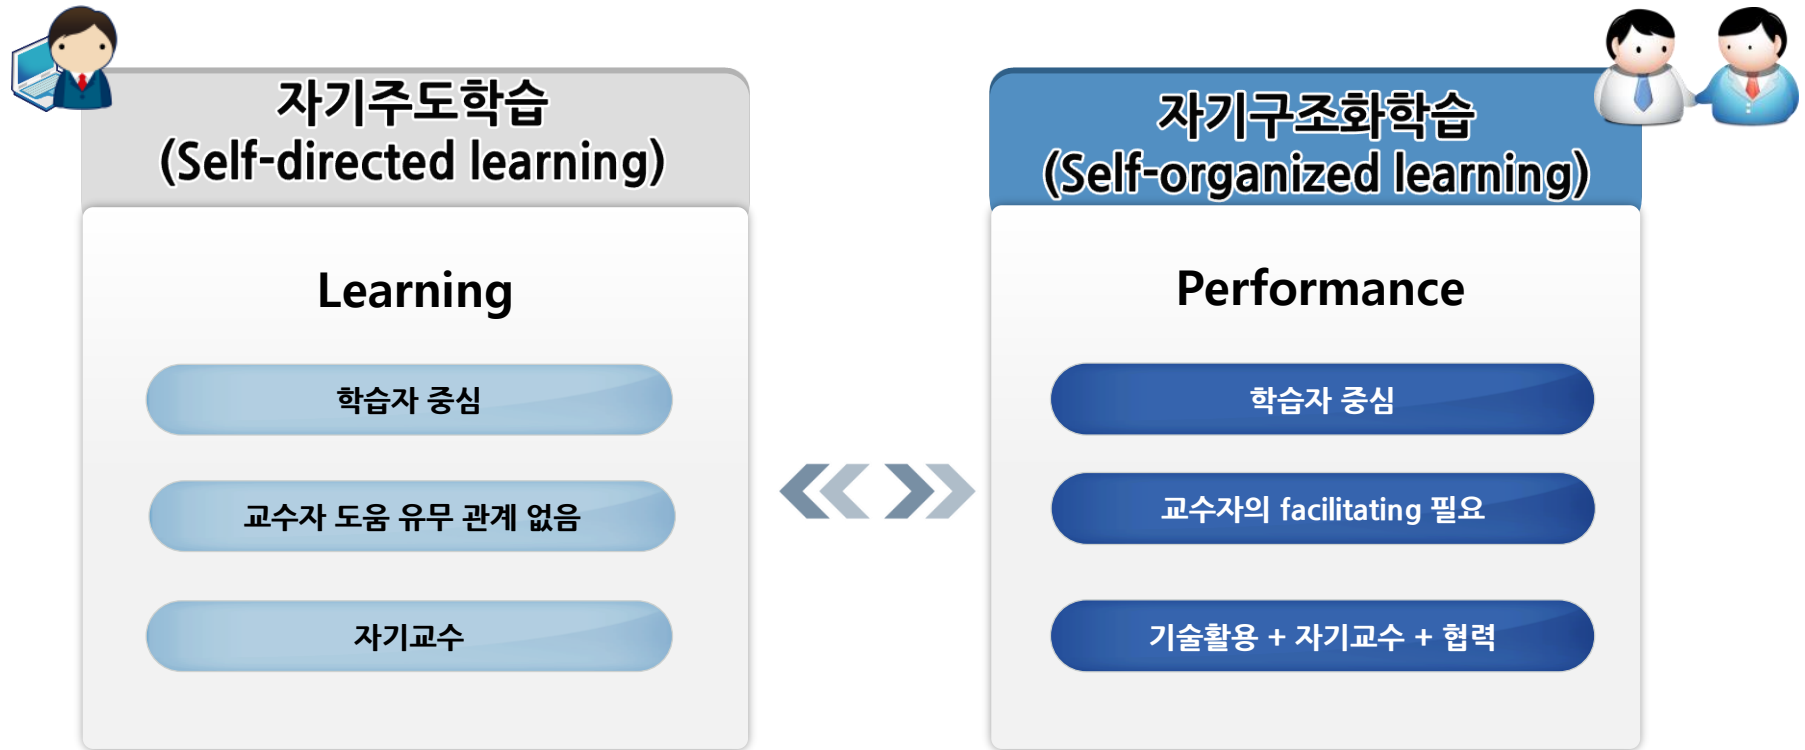 자기주도학습
(Self-directed learning)
Learning
학습자 중심
교수자 도움 유무 관계 없음
자기교수
자기구조화학습
(Self-organized learning)
Performance
학습자 중심
교수자의 facilitating 필요
기술활용 + 자기교수 + 협력